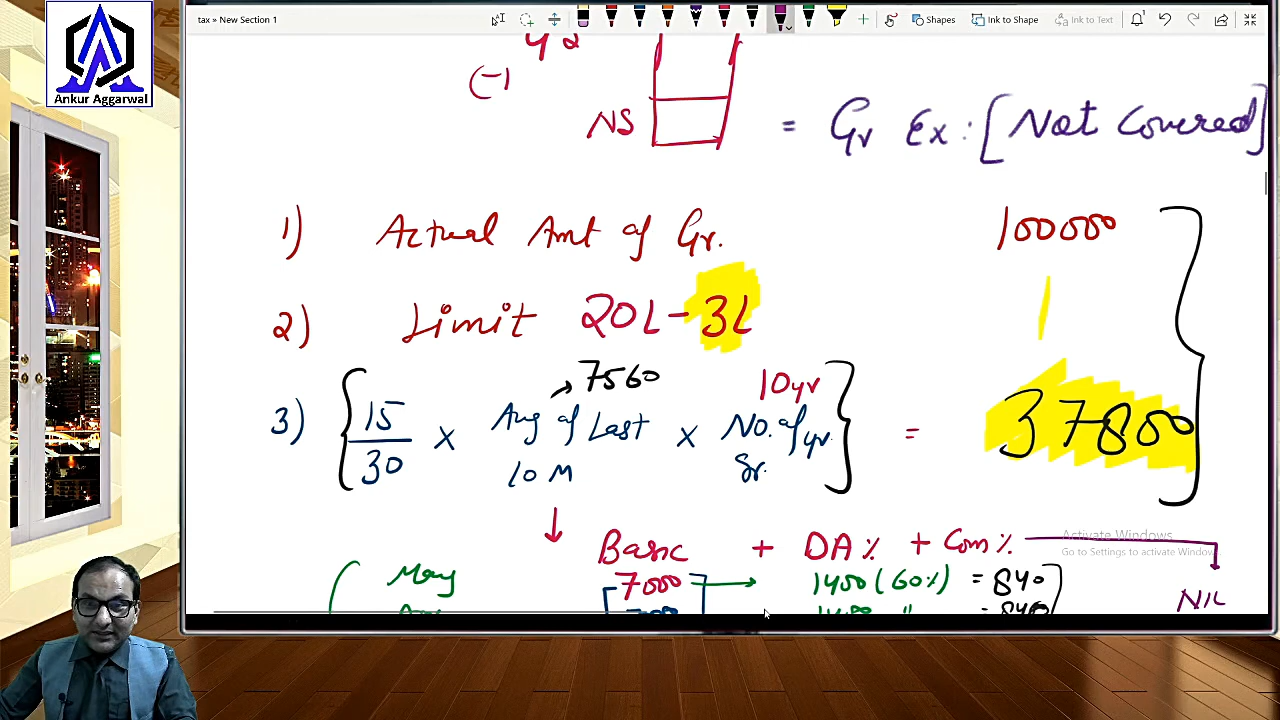 tax » New Section 1
Shapes
Ink to Shape
Ink to Text
Ankur Aggarwal
(-)
NS
= Gr Ex: [Not Covered]
1) Actual Amt of Gr. 100000
2) Limit 20L - 3L
7560
10yr
3) { 15/30 × Avg of Last 10 M × No. of yr. Sr. } = 37800
Basic + DA% + Com%
Activate Windows
Go to Settings to activate Windows.
May 7000 1400 (60%) = 840
NIL